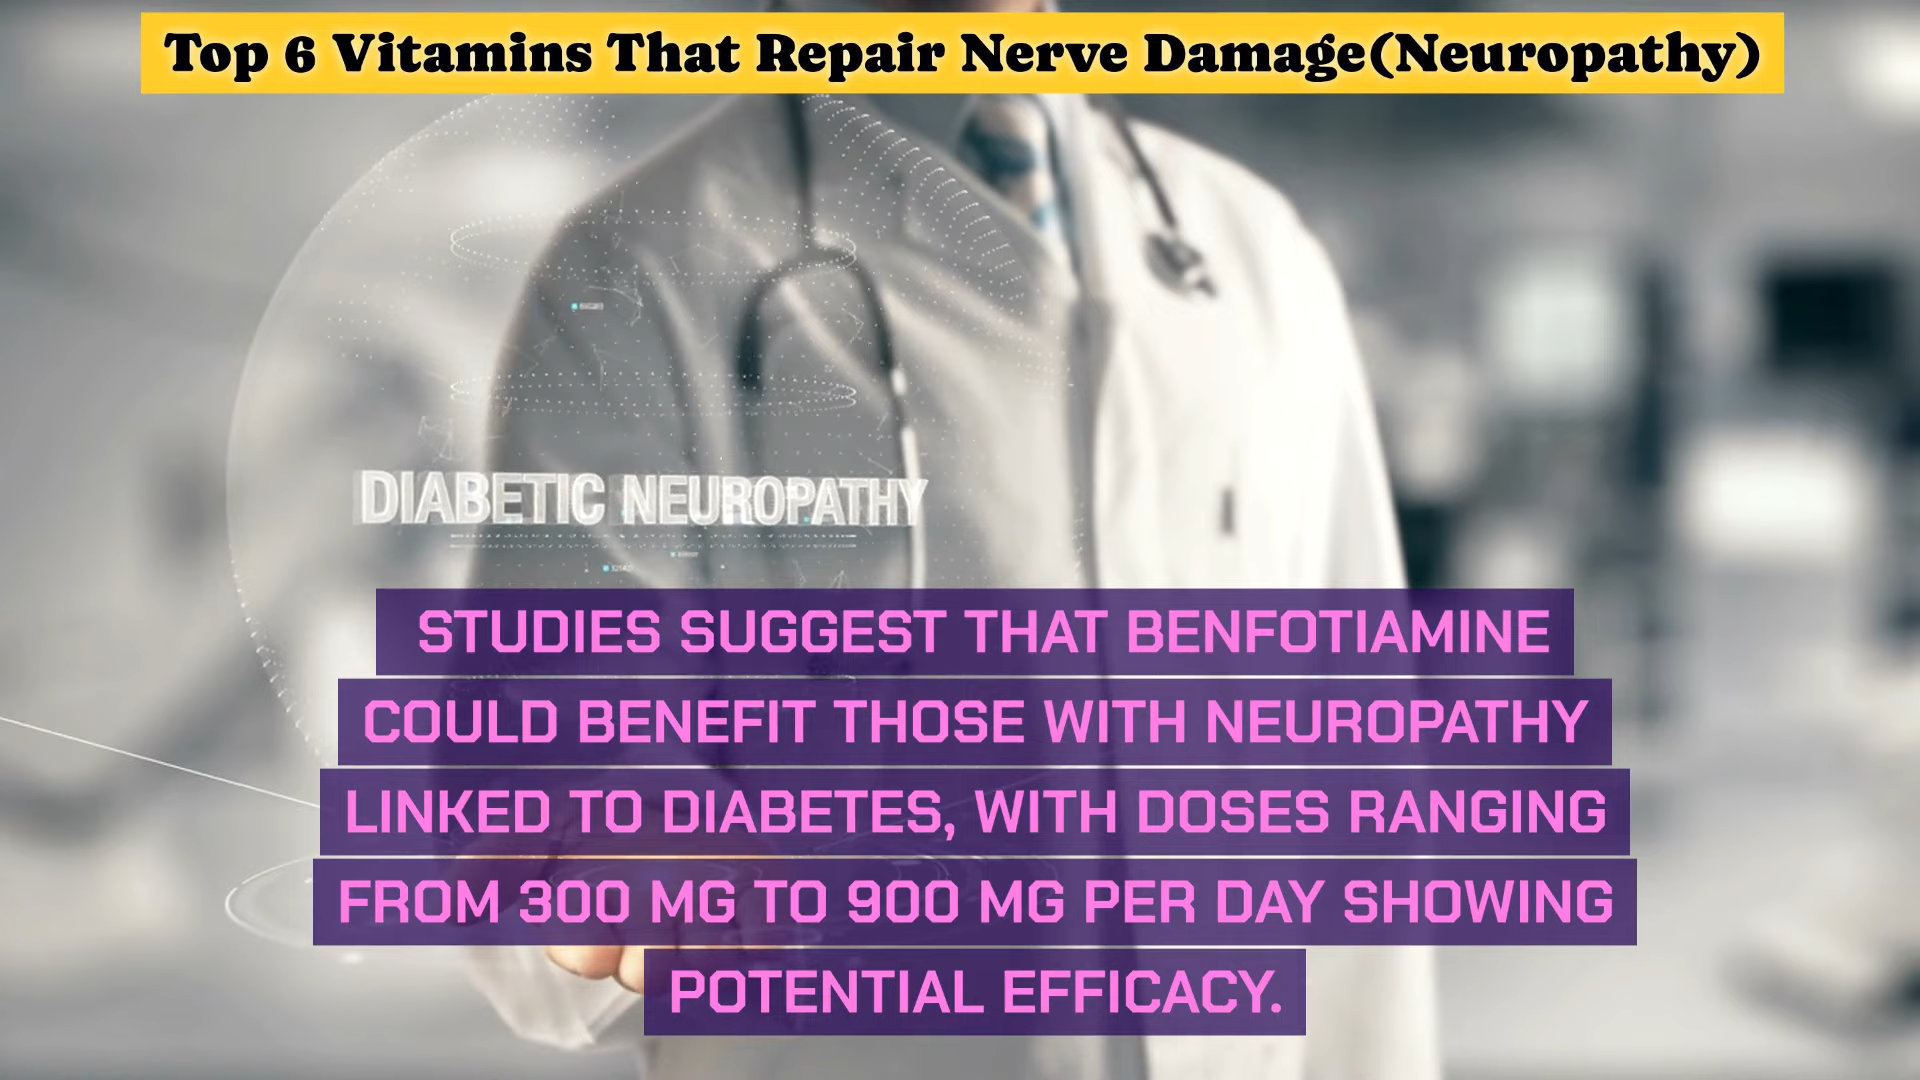 Top 6 Vitamins That Repair Nerve Damage(Neuropathy)
DIABETIC NEUROPATHY
STUDIES SUGGEST THAT BENFOTIAMINE
COULD BENEFIT THOSE WITH NEUROPATHY
LINKED TO DIABETES, WITH DOSES RANGING
FROM 300 MG TO 900 MG PER DAY SHOWING
POTENTIAL EFFICACY.